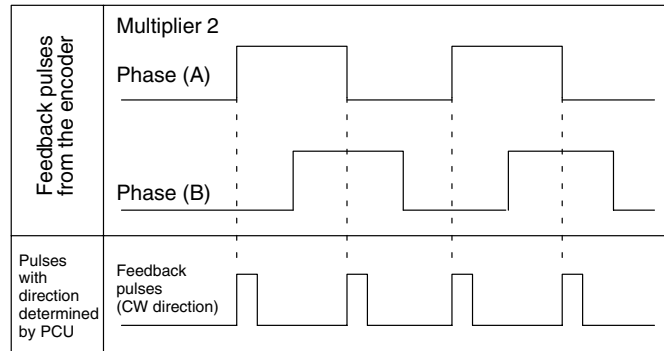 Feedback pulses
from the encoder
Multiplier 2
Phase (A)
Phase (B)
Pulses
with
direction
determined
by PCU
Feedback
pulses
(CW direction)